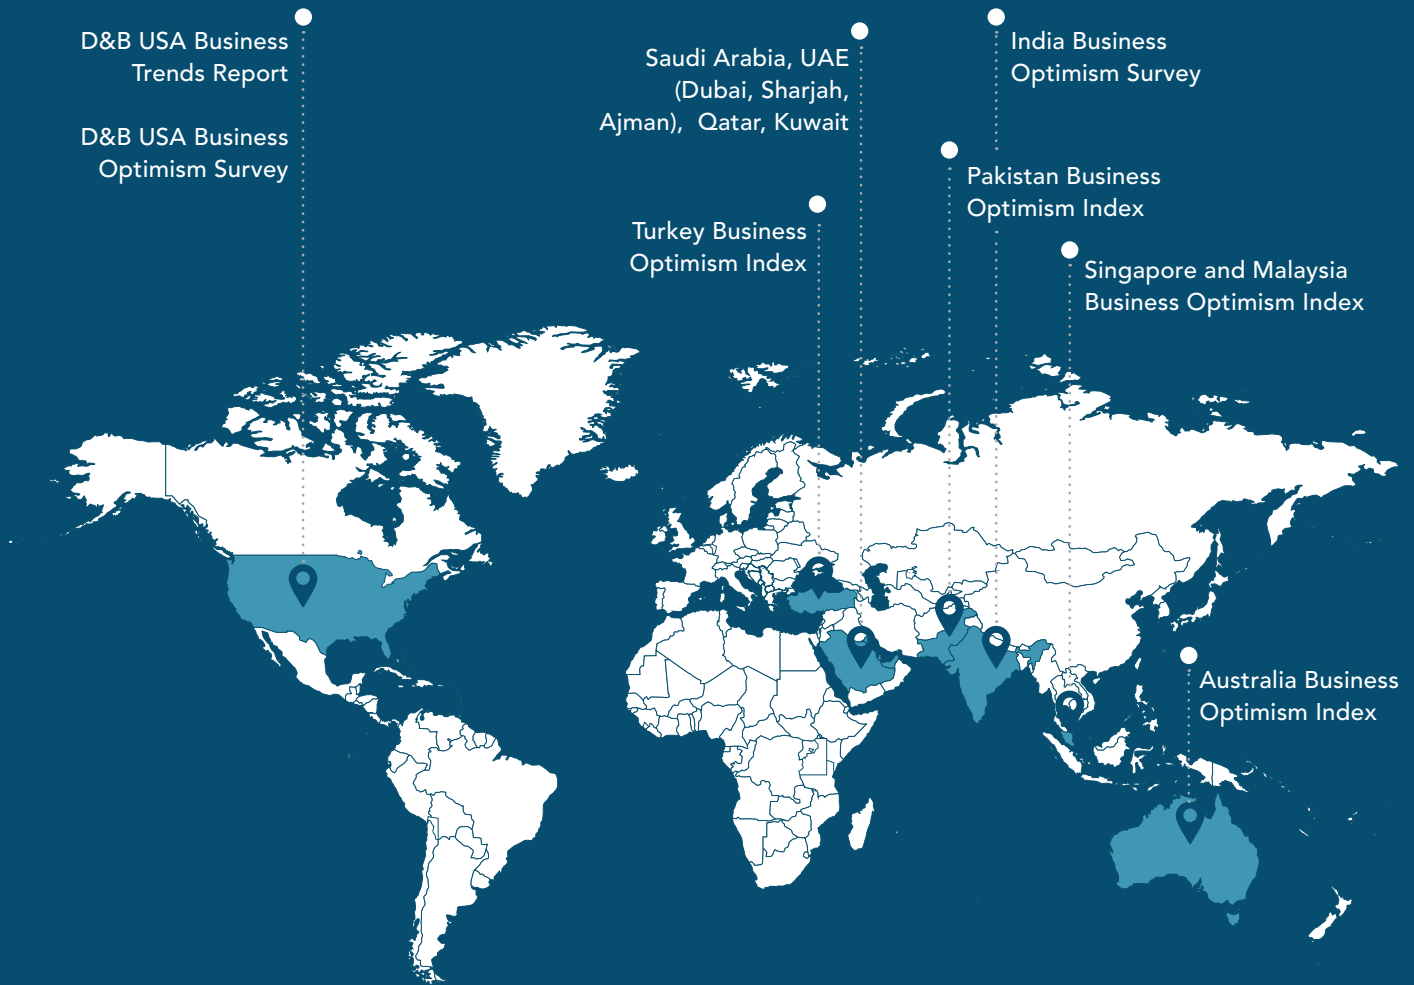 D&B USA Business
Trends Report
D&B USA Business
Optimism Survey
Saudi Arabia, UAE
(Dubai, Sharjah,
Ajman), Qatar, Kuwait
India Business
Optimism Survey
Pakistan Business
Optimism Index
Turkey Business
Optimism Index
Singapore and Malaysia
Business Optimism Index
Australia Business
Optimism Index